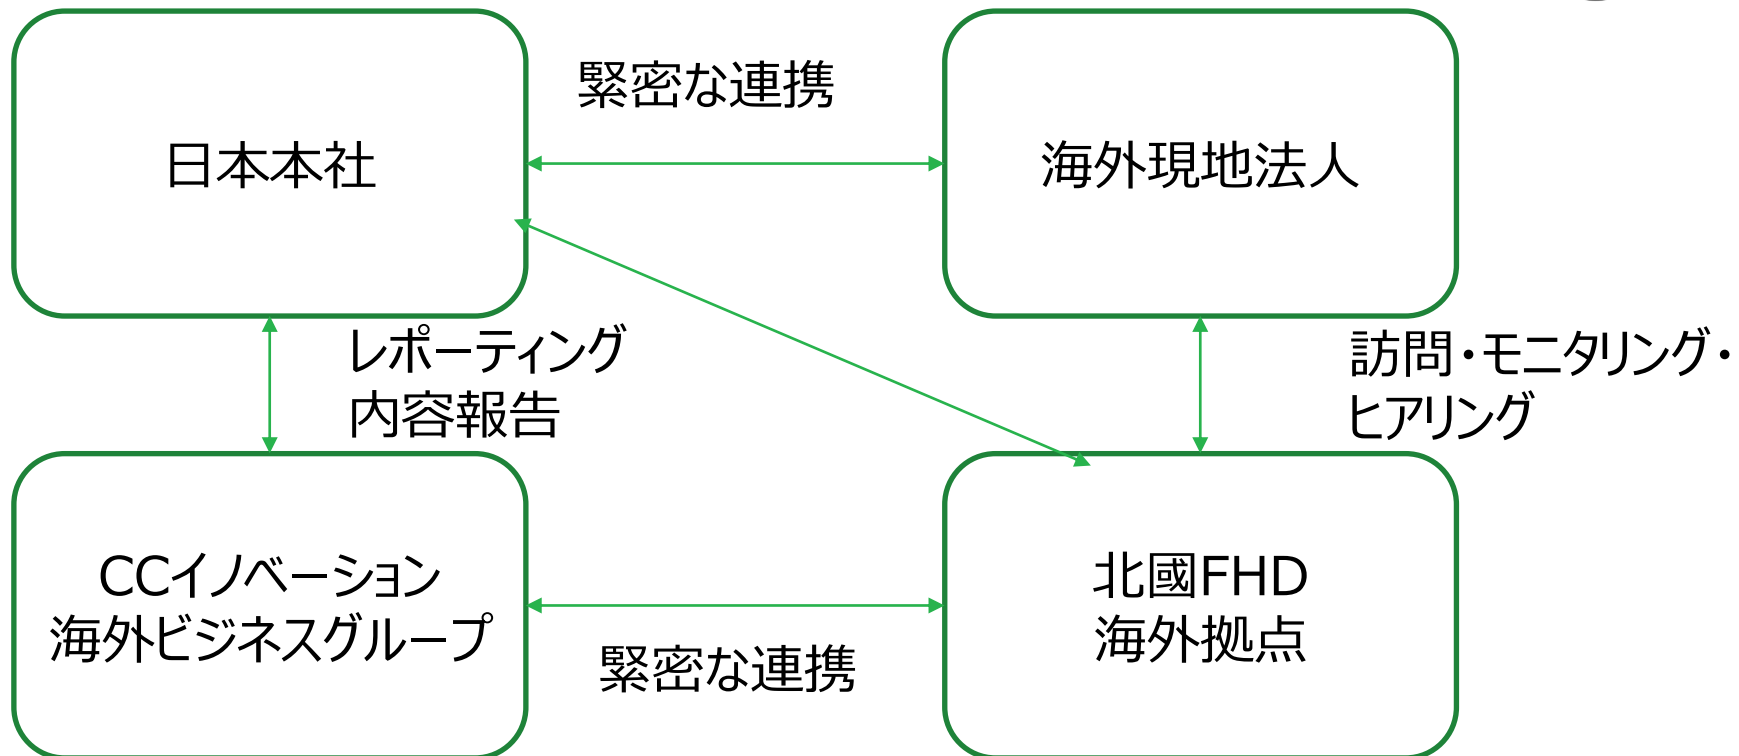 緊密な連携
日本本社
海外現地法人
レポーティング
内容報告
訪問・モニタリング・
ヒアリング
CCイノベーション
海外ビジネスグループ
北國FHD
海外拠点
緊密な連携